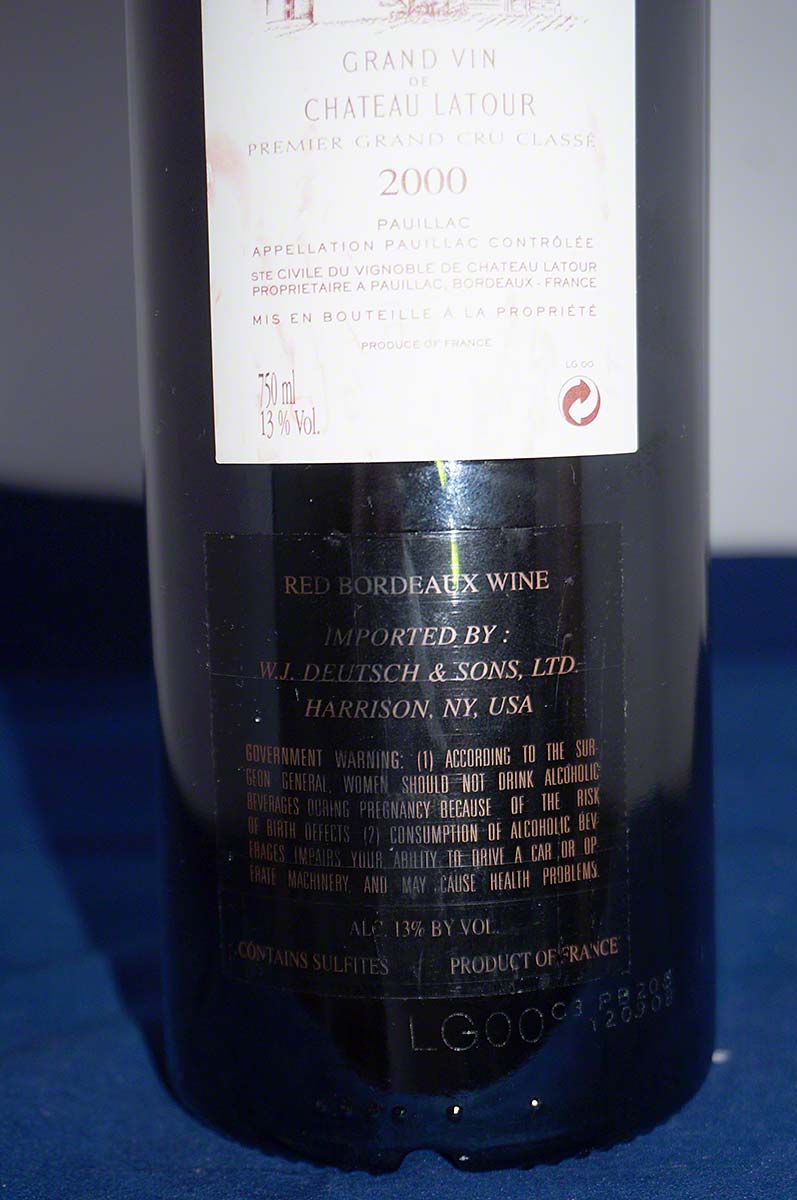 GRAND VIN
DE
CHATEAU LATOUR
PREMIER GRAND CRU CLASSÉ
2000
PAUILLAC
APPELLATION PAUILLAC CONTRÔLÉE
STE CIVILE DU VIGNOBLE DE CHATEAU LATOUR
PROPRIETAIRE A PAUILLAC, BORDEAUX - FRANCE
MIS EN BOUTEILLE À LA PROPRIÉTÉ
PRODUCE OF FRANCE
LG 00
750 ml
13 % Vol.
RED BORDEAUX WINE
IMPORTED BY :
W.J. DEUTSCH & SONS, LTD.
HARRISON, NY, USA
GOVERNMENT WARNING: (1) ACCORDING TO THE SUR-
GEON GENERAL, WOMEN SHOULD NOT DRINK ALCOHOLIC
BEVERAGES DURING PREGNANCY BECAUSE OF THE RISK
OF BIRTH DEFECTS (2) CONSUMPTION OF ALCOHOLIC BEV
ERAGES IMPAIRS YOUR ABILITY TO DRIVE A CAR OR OP
ERATE MACHINERY, AND MAY CAUSE HEALTH PROBLEMS.
ALC. 13% BY VOL.
CONTAINS SULFITES PRODUCT OF FRANCE
LG00